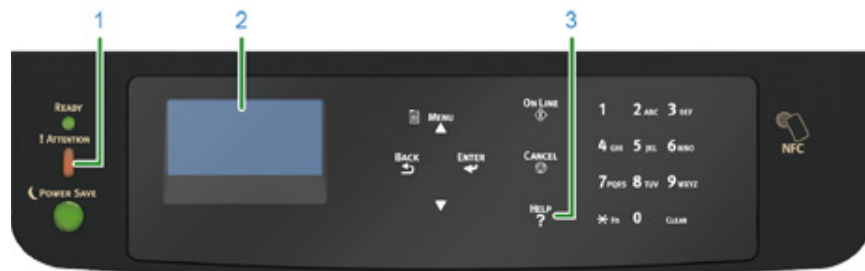 1
2
3
READY
! ATTENTION
POWER SAVE
MENU
BACK
ENTER
ON LINE
CANCEL
HELP
?
1 2 ABC 3 DEF
4 GHI 5 JKL 6 MNO
7 PQRS 8 TUV 9 WXYZ
* Fn 0 CLEAR
NFC